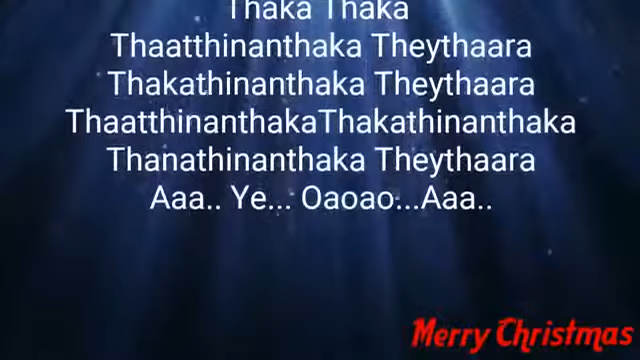 Thaka Thaka
Thaatthinanthaka Theythaara
Thakathinanthaka Theythaara
ThaatthinanthakaThakathinanthaka
Thanathinanthaka Theythaara
Aaa.. Ye... Oaoao...Aaa..
Merry Christmas